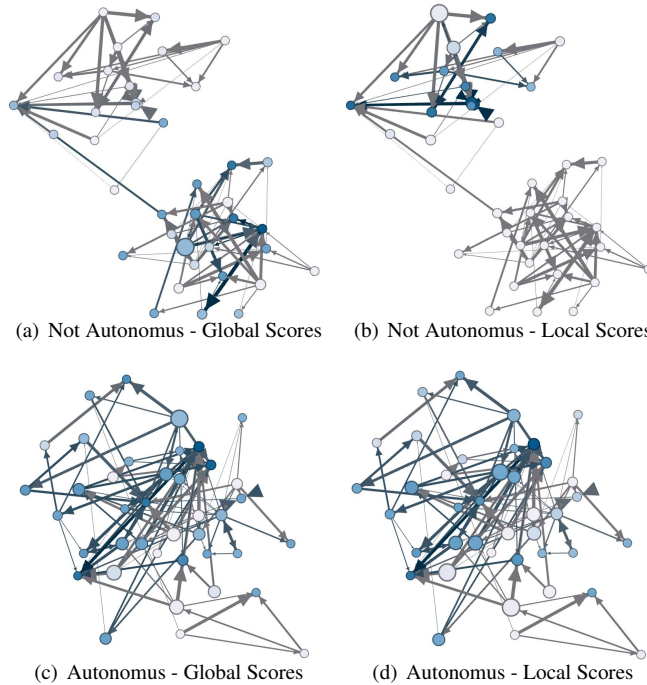 (a) Not Autonomus - Global Scores
(b) Not Autonomus - Local Scores
(c) Autonomus - Global Scores
(d) Autonomus - Local Scores